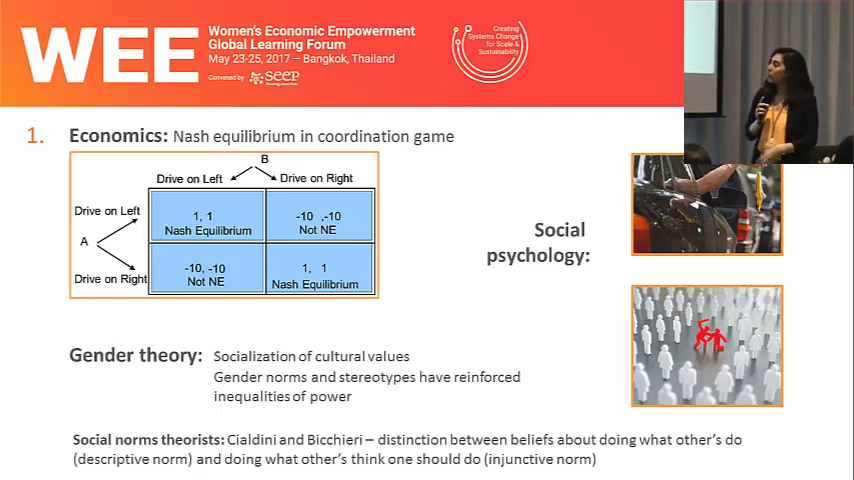 WEE
Women's Economic Empowerment
Global Learning Forum
May 23-25, 2017 – Bangkok, Thailand
Convened by SEEP
Creating
Systems Change
for Scale &
Sustainability
1. Economics: Nash equilibrium in coordination game
B
Drive on Left Drive on Right
Drive on Left
A
Drive on Right
1, 1
Nash Equilibrium
-10 ,-10
Not NE
-10, -10
Not NE
1, 1
Nash Equilibrium
Social
psychology:
Gender theory: Socialization of cultural values
Gender norms and stereotypes have reinforced
inequalities of power
Social norms theorists: Cialdini and Bicchieri – distinction between beliefs about doing what other's do
(descriptive norm) and doing what other's think one should do (injunctive norm)